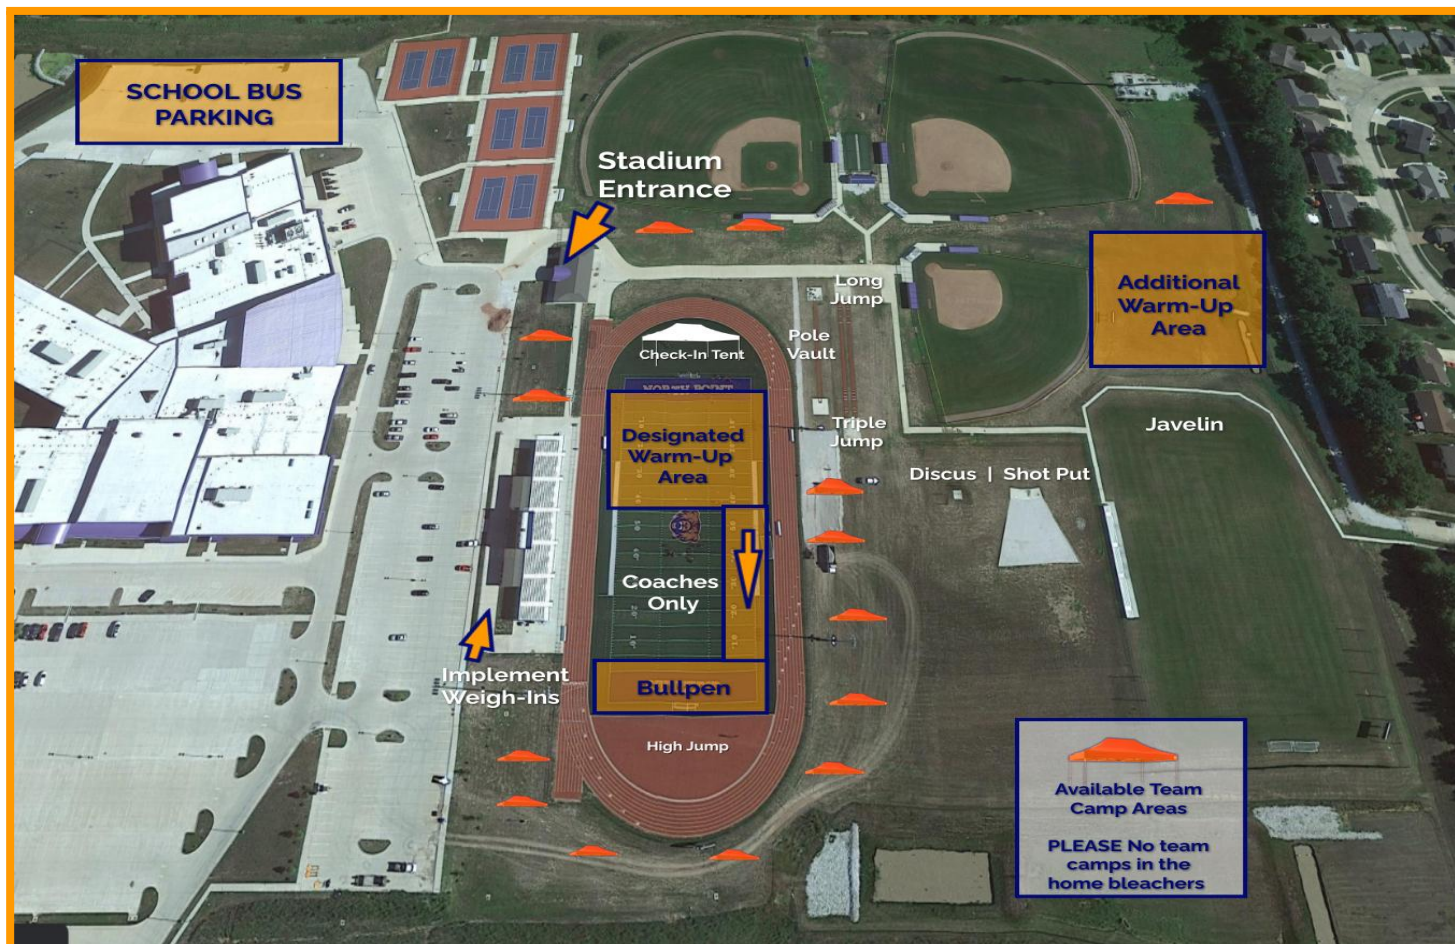 SCHOOL BUS
PARKING
Stadium
Entrance
Long
Jump
Additional
Warm-Up
Area
Pole
Vault
Check-In Tent
NORTH POINT
Designated
Warm-Up
Area
Triple
Jump
Javelin
Discus | Shot Put
Coaches
Only
Implement
Weigh-Ins
Bullpen
High Jump
Available Team
Camp Areas
PLEASE No team
camps in the
home bleachers